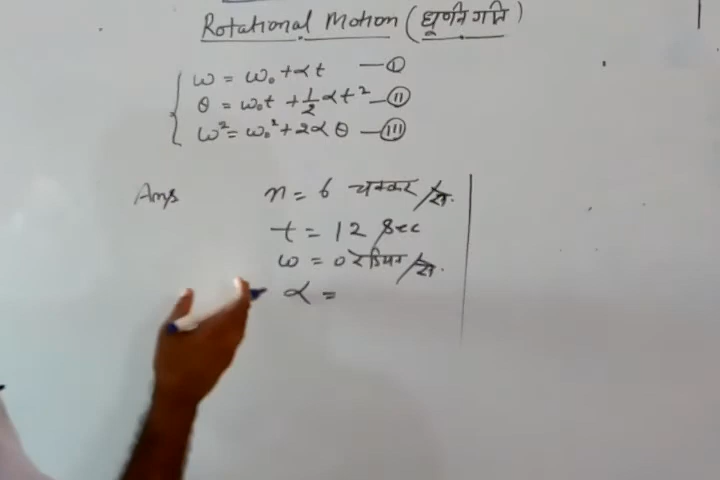 Rotational Motion (घूर्णन गति)
ω = ω₀ + αt — I
θ = ω₀t + ½αt² — II
ω² = ω₀² + 2αθ — III
Ans n = 6 चक्कर/से.
t = 12 Sec
ω = 0 रेडियन/से.
α =